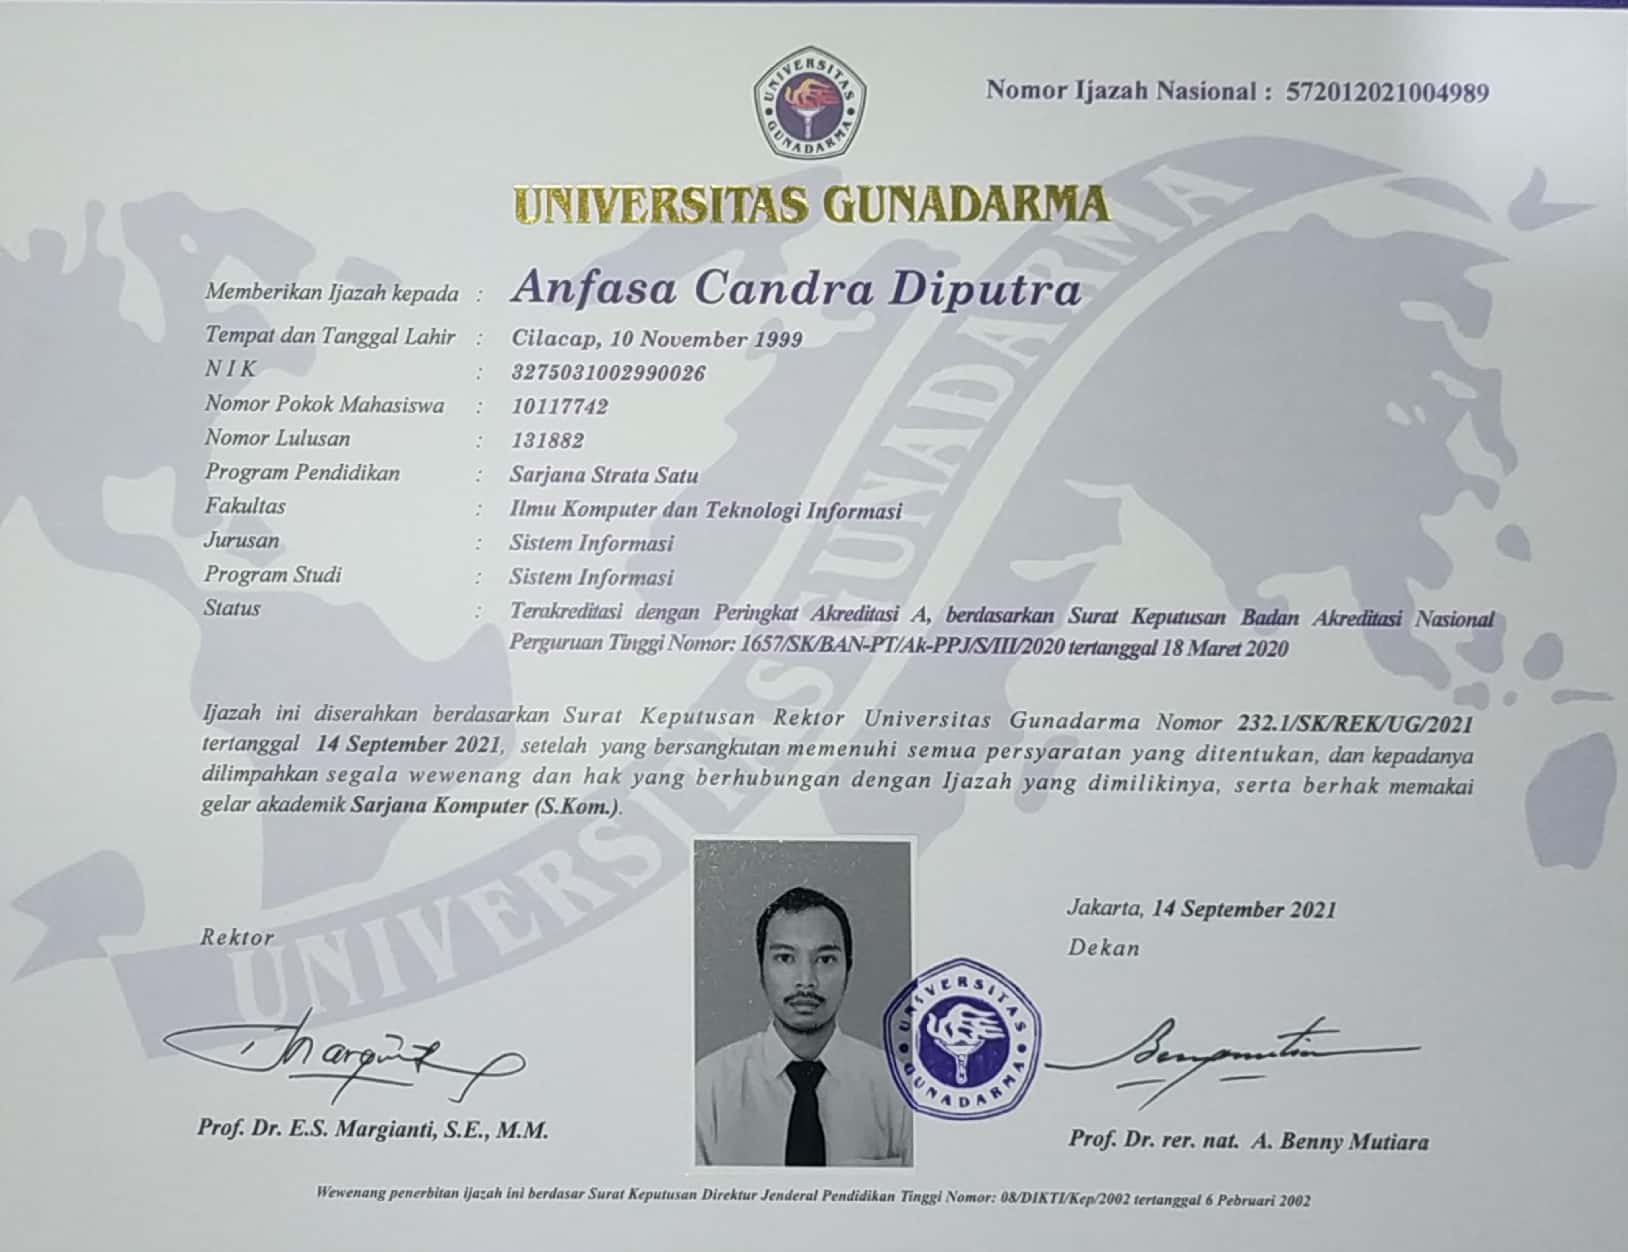 UNIVERSITAS GUNADARMA
Nomor Ijazah Nasional : 572012021004989
UNIVERSITAS GUNADARMA
Memberikan Ijazah kepada : Anfasa Candra Diputra
Tempat dan Tanggal Lahir : Cilacap, 10 November 1999
N I K : 3275031002990026
Nomor Pokok Mahasiswa : 10117742
Nomor Lulusan : 131882
Program Pendidikan : Sarjana Strata Satu
Fakultas : Ilmu Komputer dan Teknologi Informasi
Jurusan : Sistem Informasi
Program Studi : Sistem Informasi
Status : Terakreditasi dengan Peringkat Akreditasi A, berdasarkan Surat Keputusan Badan Akreditasi Nasional
Perguruan Tinggi Nomor: 1657/SK/BAN-PT/Ak-PPJ/S/III/2020 tertanggal 18 Maret 2020
Ijazah ini diserahkan berdasarkan Surat Keputusan Rektor Universitas Gunadarma Nomor 232.1/SK/REK/UG/2021
tertanggal 14 September 2021, setelah yang bersangkutan memenuhi semua persyaratan yang ditentukan, dan kepadanya
dilimpahkan segala wewenang dan hak yang berhubungan dengan Ijazah yang dimilikinya, serta berhak memakai
gelar akademik Sarjana Komputer (S.Kom.).
UNIVERSITAS GUNADARMA
Jakarta, 14 September 2021
Rektor
Dekan
UNIVERSITAS GUNADARMA
Prof. Dr. E.S. Margianti, S.E., M.M.
Prof. Dr. rer. nat. A. Benny Mutiara
Wewenang penerbitan ijazah ini berdasar Surat Keputusan Direktur Jenderal Pendidikan Tinggi Nomor: 08/DIKTI/Kep/2002 tertanggal 6 Pebruari 2002